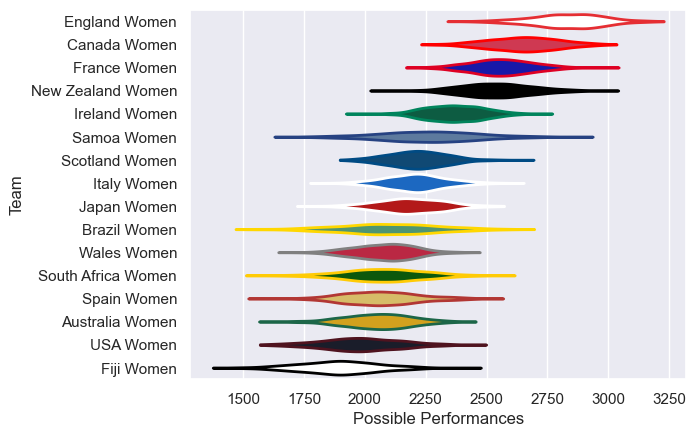 England Women
Canada Women
France Women
New Zealand Women
Ireland Women
Samoa Women
Scotland Women
Italy Women
Japan Women
Brazil Women
Wales Women
South Africa Women
Spain Women
Australia Women
USA Women
Fiji Women
Team
1500 1750 2000 2250 2500 2750 3000 3250
Possible Performances